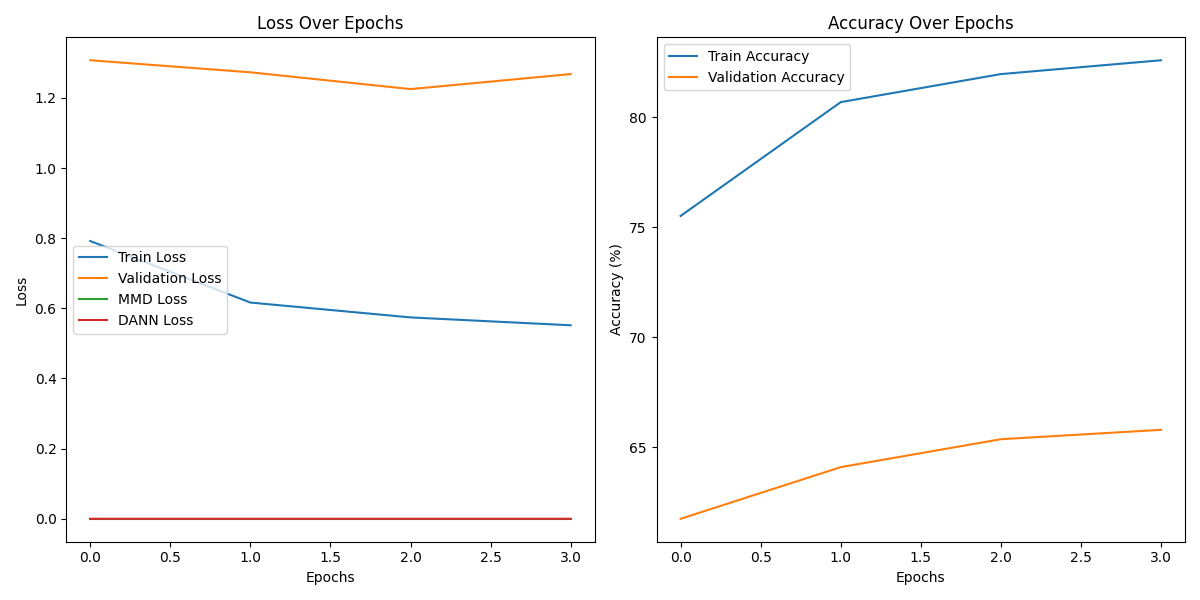 Loss Over Epochs
1.2
1.0
0.8
0.6
0.4
0.2
0.0
Loss
Train Loss
Validation Loss
MMD Loss
DANN Loss
0.0 0.5 1.0 1.5 2.0 2.5 3.0
Epochs
Accuracy Over Epochs
Train Accuracy
Validation Accuracy
80
75
70
65
Accuracy (%)
0.0 0.5 1.0 1.5 2.0 2.5 3.0
Epochs